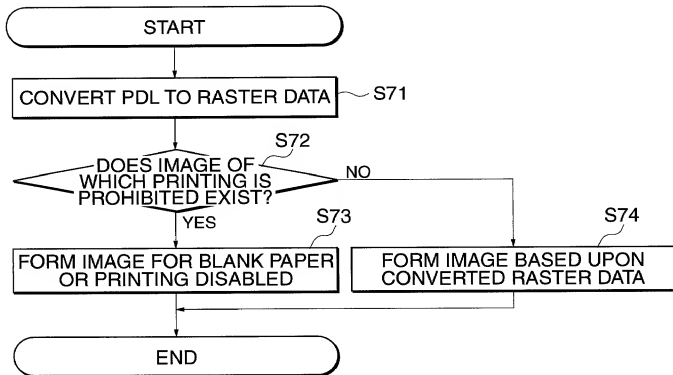 START
CONVERT PDL TO RASTER DATA
S71
S72
DOES IMAGE OF
WHICH PRINTING IS
PROHIBITED EXIST?
NO
YES
S73
S74
FORM IMAGE FOR BLANK PAPER
OR PRINTING DISABLED
FORM IMAGE BASED UPON
CONVERTED RASTER DATA
END